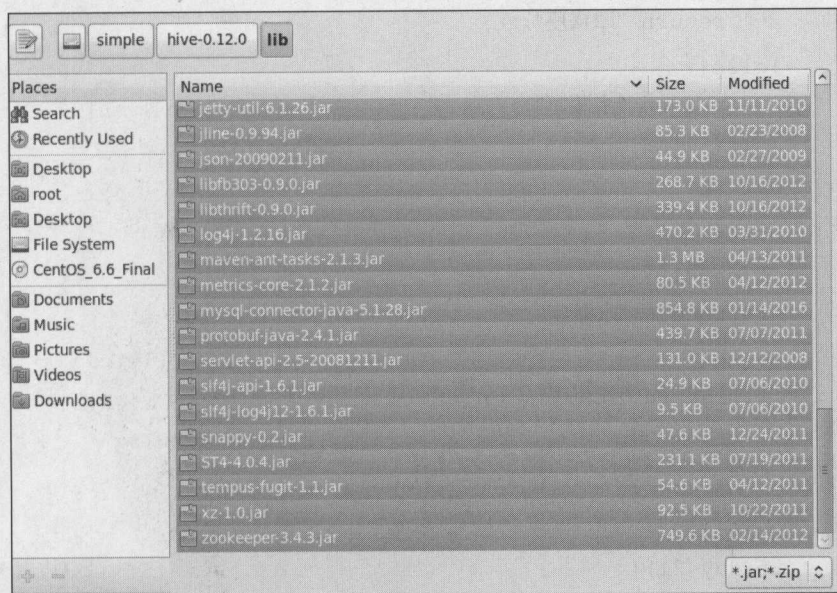 simple hive-0.12.0 lib
Places
Search
Recently Used
Desktop
root
Desktop
File System
CentOS_6.6_Final
Documents
Music
Pictures
Videos
Downloads
Name Size Modified
jetty-util-6.1.26.jar 173.0 KB 11/11/2010
jline-0.9.94.jar 85.3 KB 02/23/2008
json-20090211.jar 44.9 KB 02/27/2009
libfb303-0.9.0.jar 268.7 KB 10/16/2012
libthrift-0.9.0.jar 339.4 KB 10/16/2012
log4j-1.2.16.jar 470.2 KB 03/31/2010
maven-ant-tasks-2.1.3.jar 1.3 MB 04/13/2011
metrics-core-2.1.2.jar 80.5 KB 04/12/2012
mysql-connector-java-5.1.28.jar 854.8 KB 01/14/2016
protobuf-java-2.4.1.jar 439.7 KB 07/07/2011
servlet-api-2.5-20081211.jar 131.0 KB 12/12/2008
slf4j-api-1.6.1.jar 24.9 KB 07/06/2010
slf4j-log4j12-1.6.1.jar 9.5 KB 07/06/2010
snappy-0.2.jar 47.6 KB 12/24/2011
ST4-4.0.4.jar 231.1 KB 07/19/2011
tempus-fugit-1.1.jar 54.6 KB 04/12/2011
xz-1.0.jar 92.5 KB 10/22/2011
zookeeper-3.4.3.jar 749.6 KB 02/14/2012
*.jar;*.zip